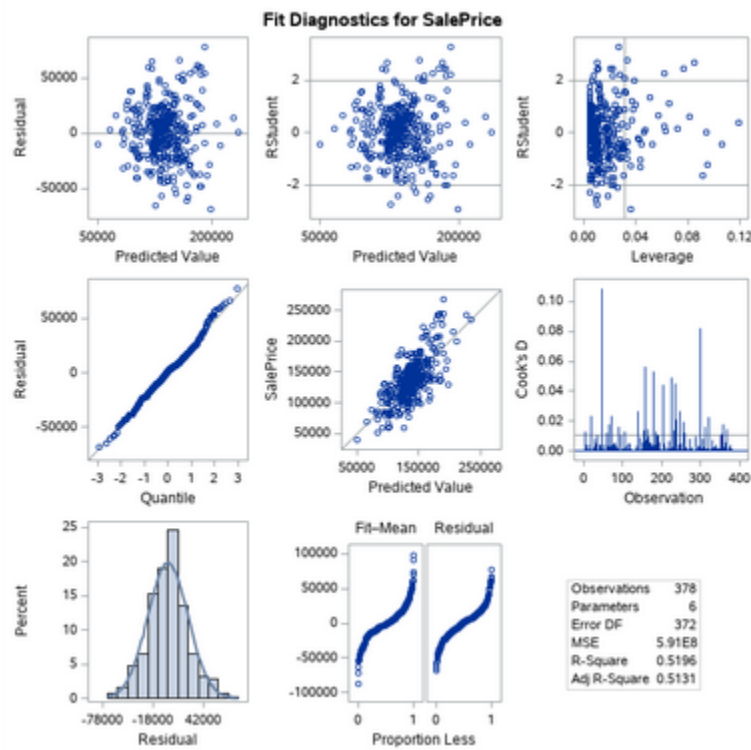 Fit Diagnostics for SalePrice
Residual
50000
0
-50000
50000
200000
Predicted Value
RStudent
2
0
-2
50000
200000
Predicted Value
RStudent
2
0
-2
0.00
0.04
0.08
0.12
Leverage
Residual
50000
0
-50000
-3
-2
-1
0
1
2
3
Quantile
SalePrice
250000
200000
150000
100000
50000
50000
150000
250000
Predicted Value
Cook's D
0.10
0.08
0.06
0.04
0.02
0.00
0
100
200
300
400
Observation
Percent
25
20
15
10
5
0
-78000
-18000
42000
Residual
Fit–Mean
Residual
100000
50000
0
-50000
-100000
0
1
0
1
Proportion Less
Observations 378
Parameters 6
Error DF 372
MSE 5.91E8
R-Square 0.5196
Adj R-Square 0.5131